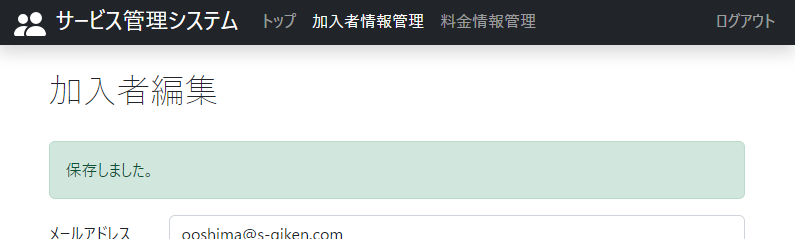 サービス管理システム トップ 加入者情報管理 料金情報管理 ログアウト
加入者編集
保存しました。
メールアドレス ooshima@s-giken.com